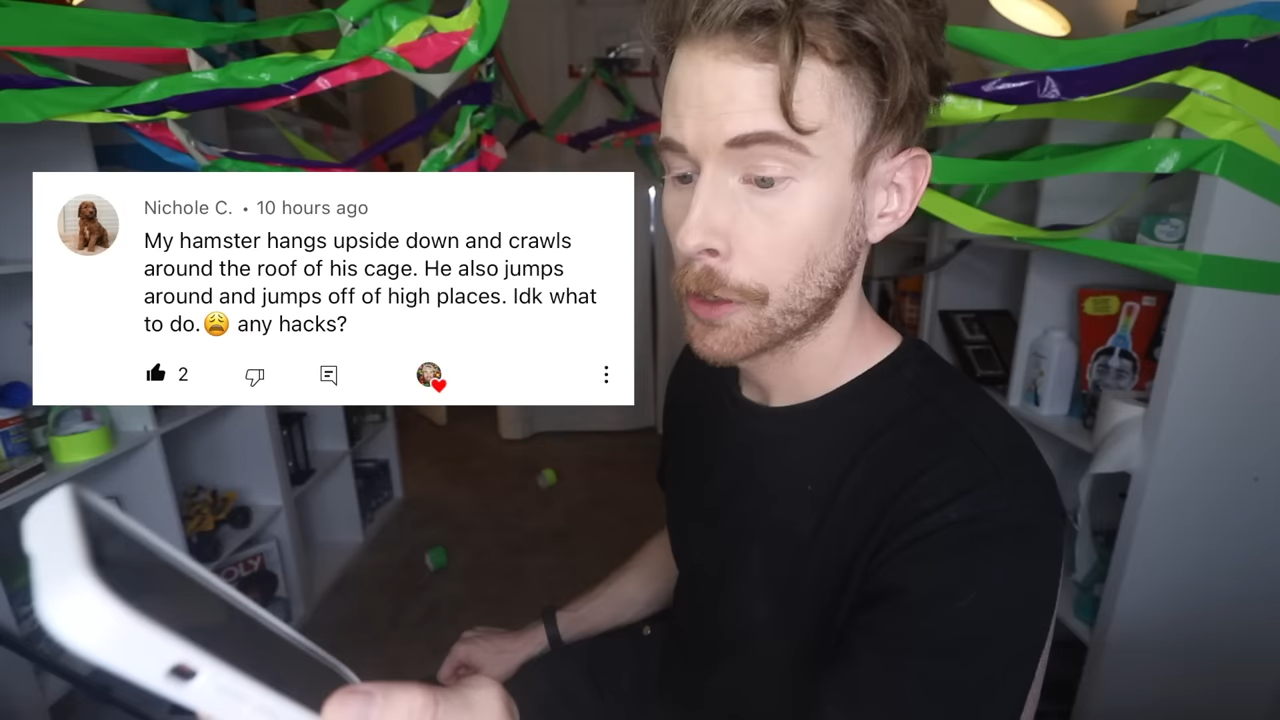 Nichole C. • 10 hours ago
My hamster hangs upside down and crawls
around the roof of his cage. He also jumps
around and jumps off of high places. Idk what
to do.😩 any hacks?
2
OLY